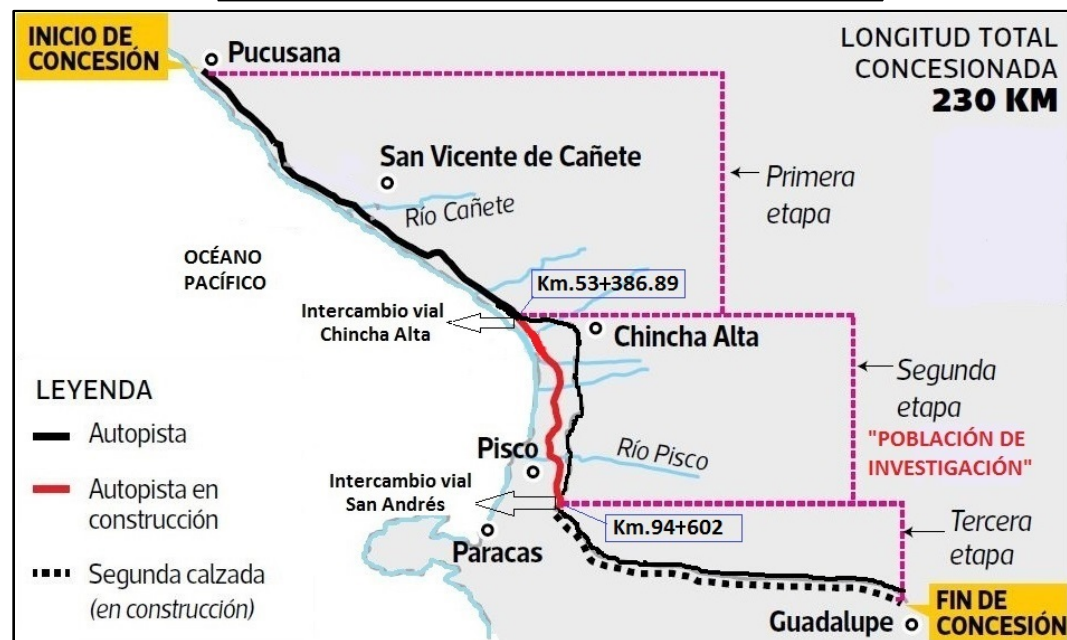 INICIO DE
CONCESIÓN
Pucusana
LONGITUD TOTAL
CONCESIONADA
230 KM
San Vicente de Cañete
Río Cañete
Primera
etapa
OCÉANO
PACÍFICO
Km.53+386.89
Intercambio vial
Chincha Alta
Chincha Alta
LEYENDA
Autopista
Autopista en
construcción
Segunda calzada
(en construcción)
Segunda
etapa
"POBLACIÓN DE
INVESTIGACIÓN"
Pisco
Río Pisco
Intercambio vial
San Andrés
Km.94+602
Paracas
Tercera
etapa
Guadalupe
FIN DE
CONCESIÓN